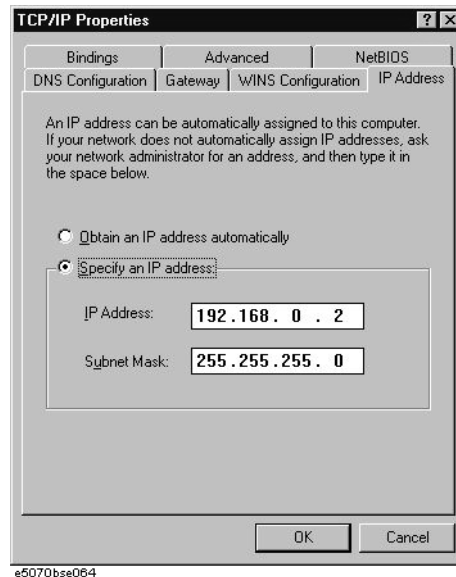 TCP/IP Properties
? X
Bindings Advanced NetBIOS
DNS Configuration Gateway WINS Configuration IP Address
An IP address can be automatically assigned to this computer.
If your network does not automatically assign IP addresses, ask
your network administrator for an address, and then type it in
the space below.
Obtain an IP address automatically
Specify an IP address:
IP Address: 192.168. 0 . 2
Subnet Mask: 255.255.255. 0
OK Cancel
e5070bse064